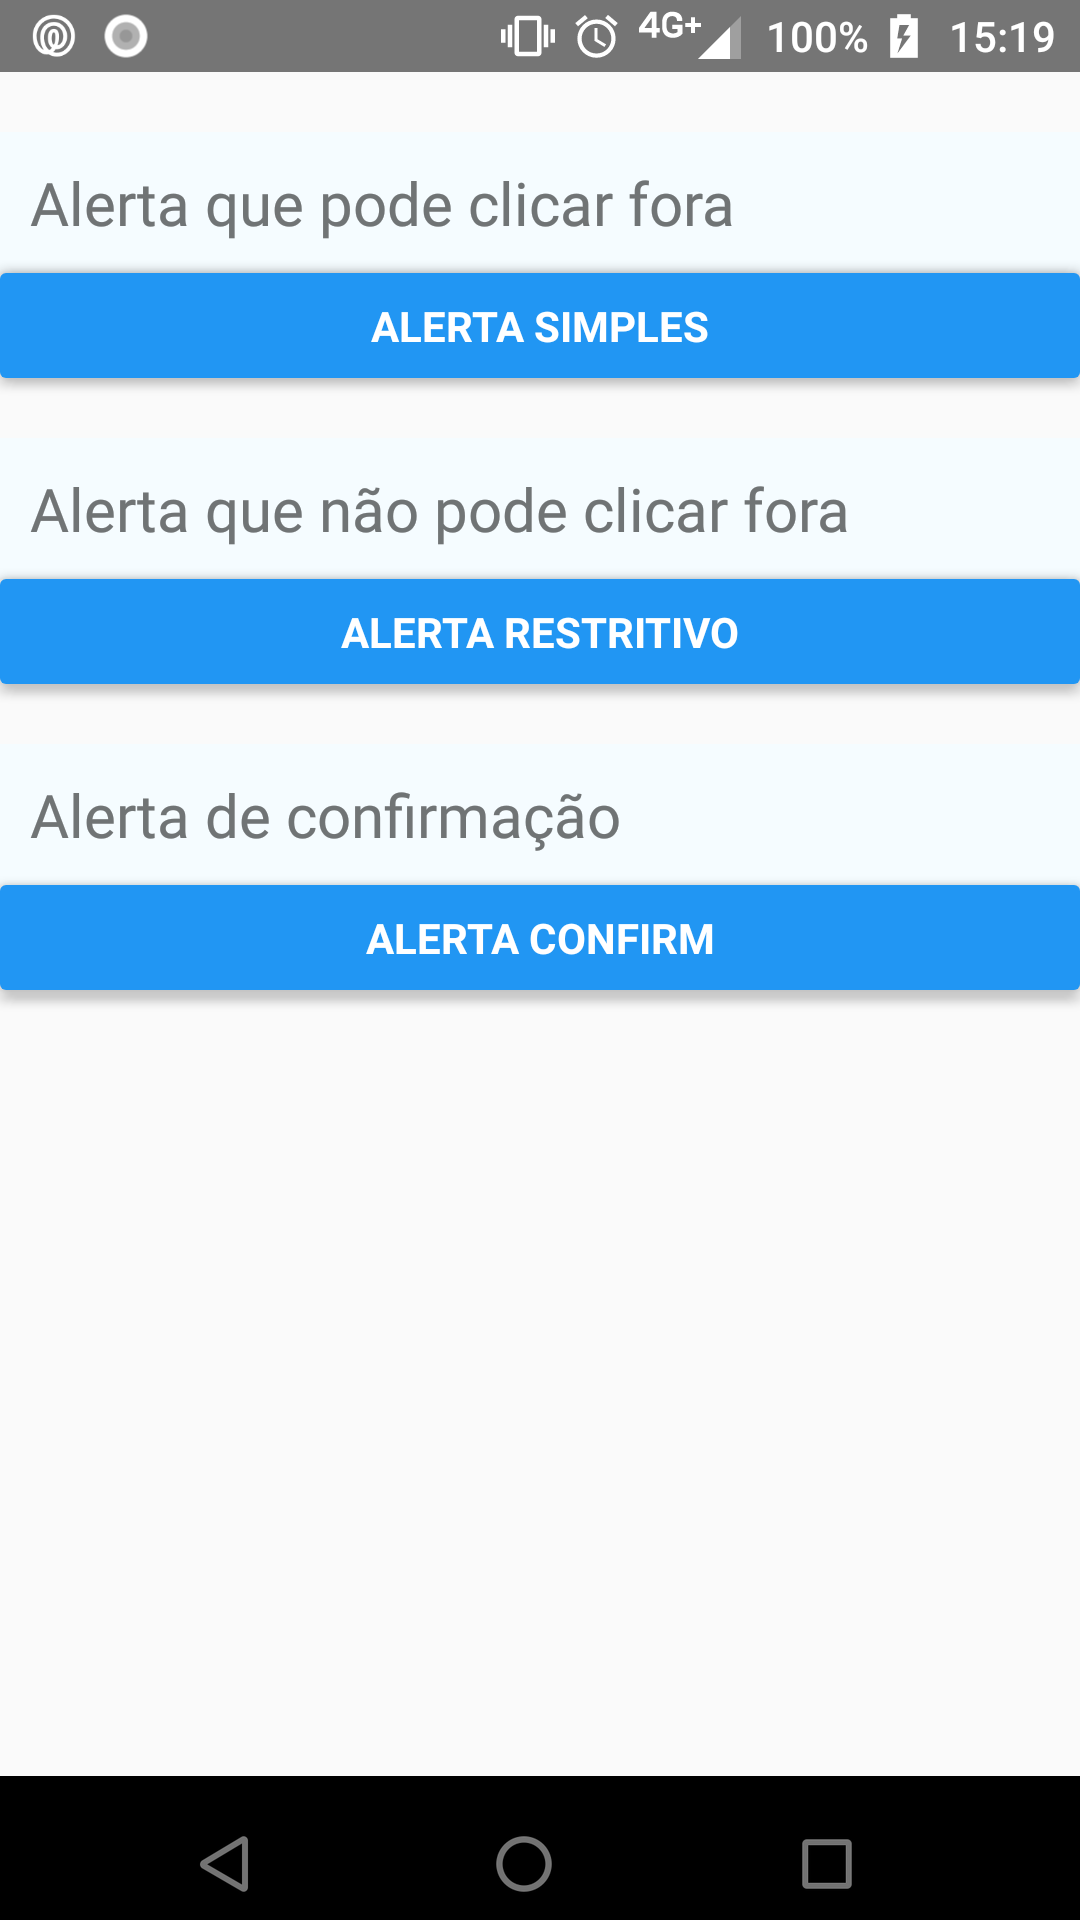 4G+ 100% 15:19
Alerta que pode clicar fora
ALERTA SIMPLES
Alerta que não pode clicar fora
ALERTA RESTRITIVO
Alerta de confirmação
ALERTA CONFIRM